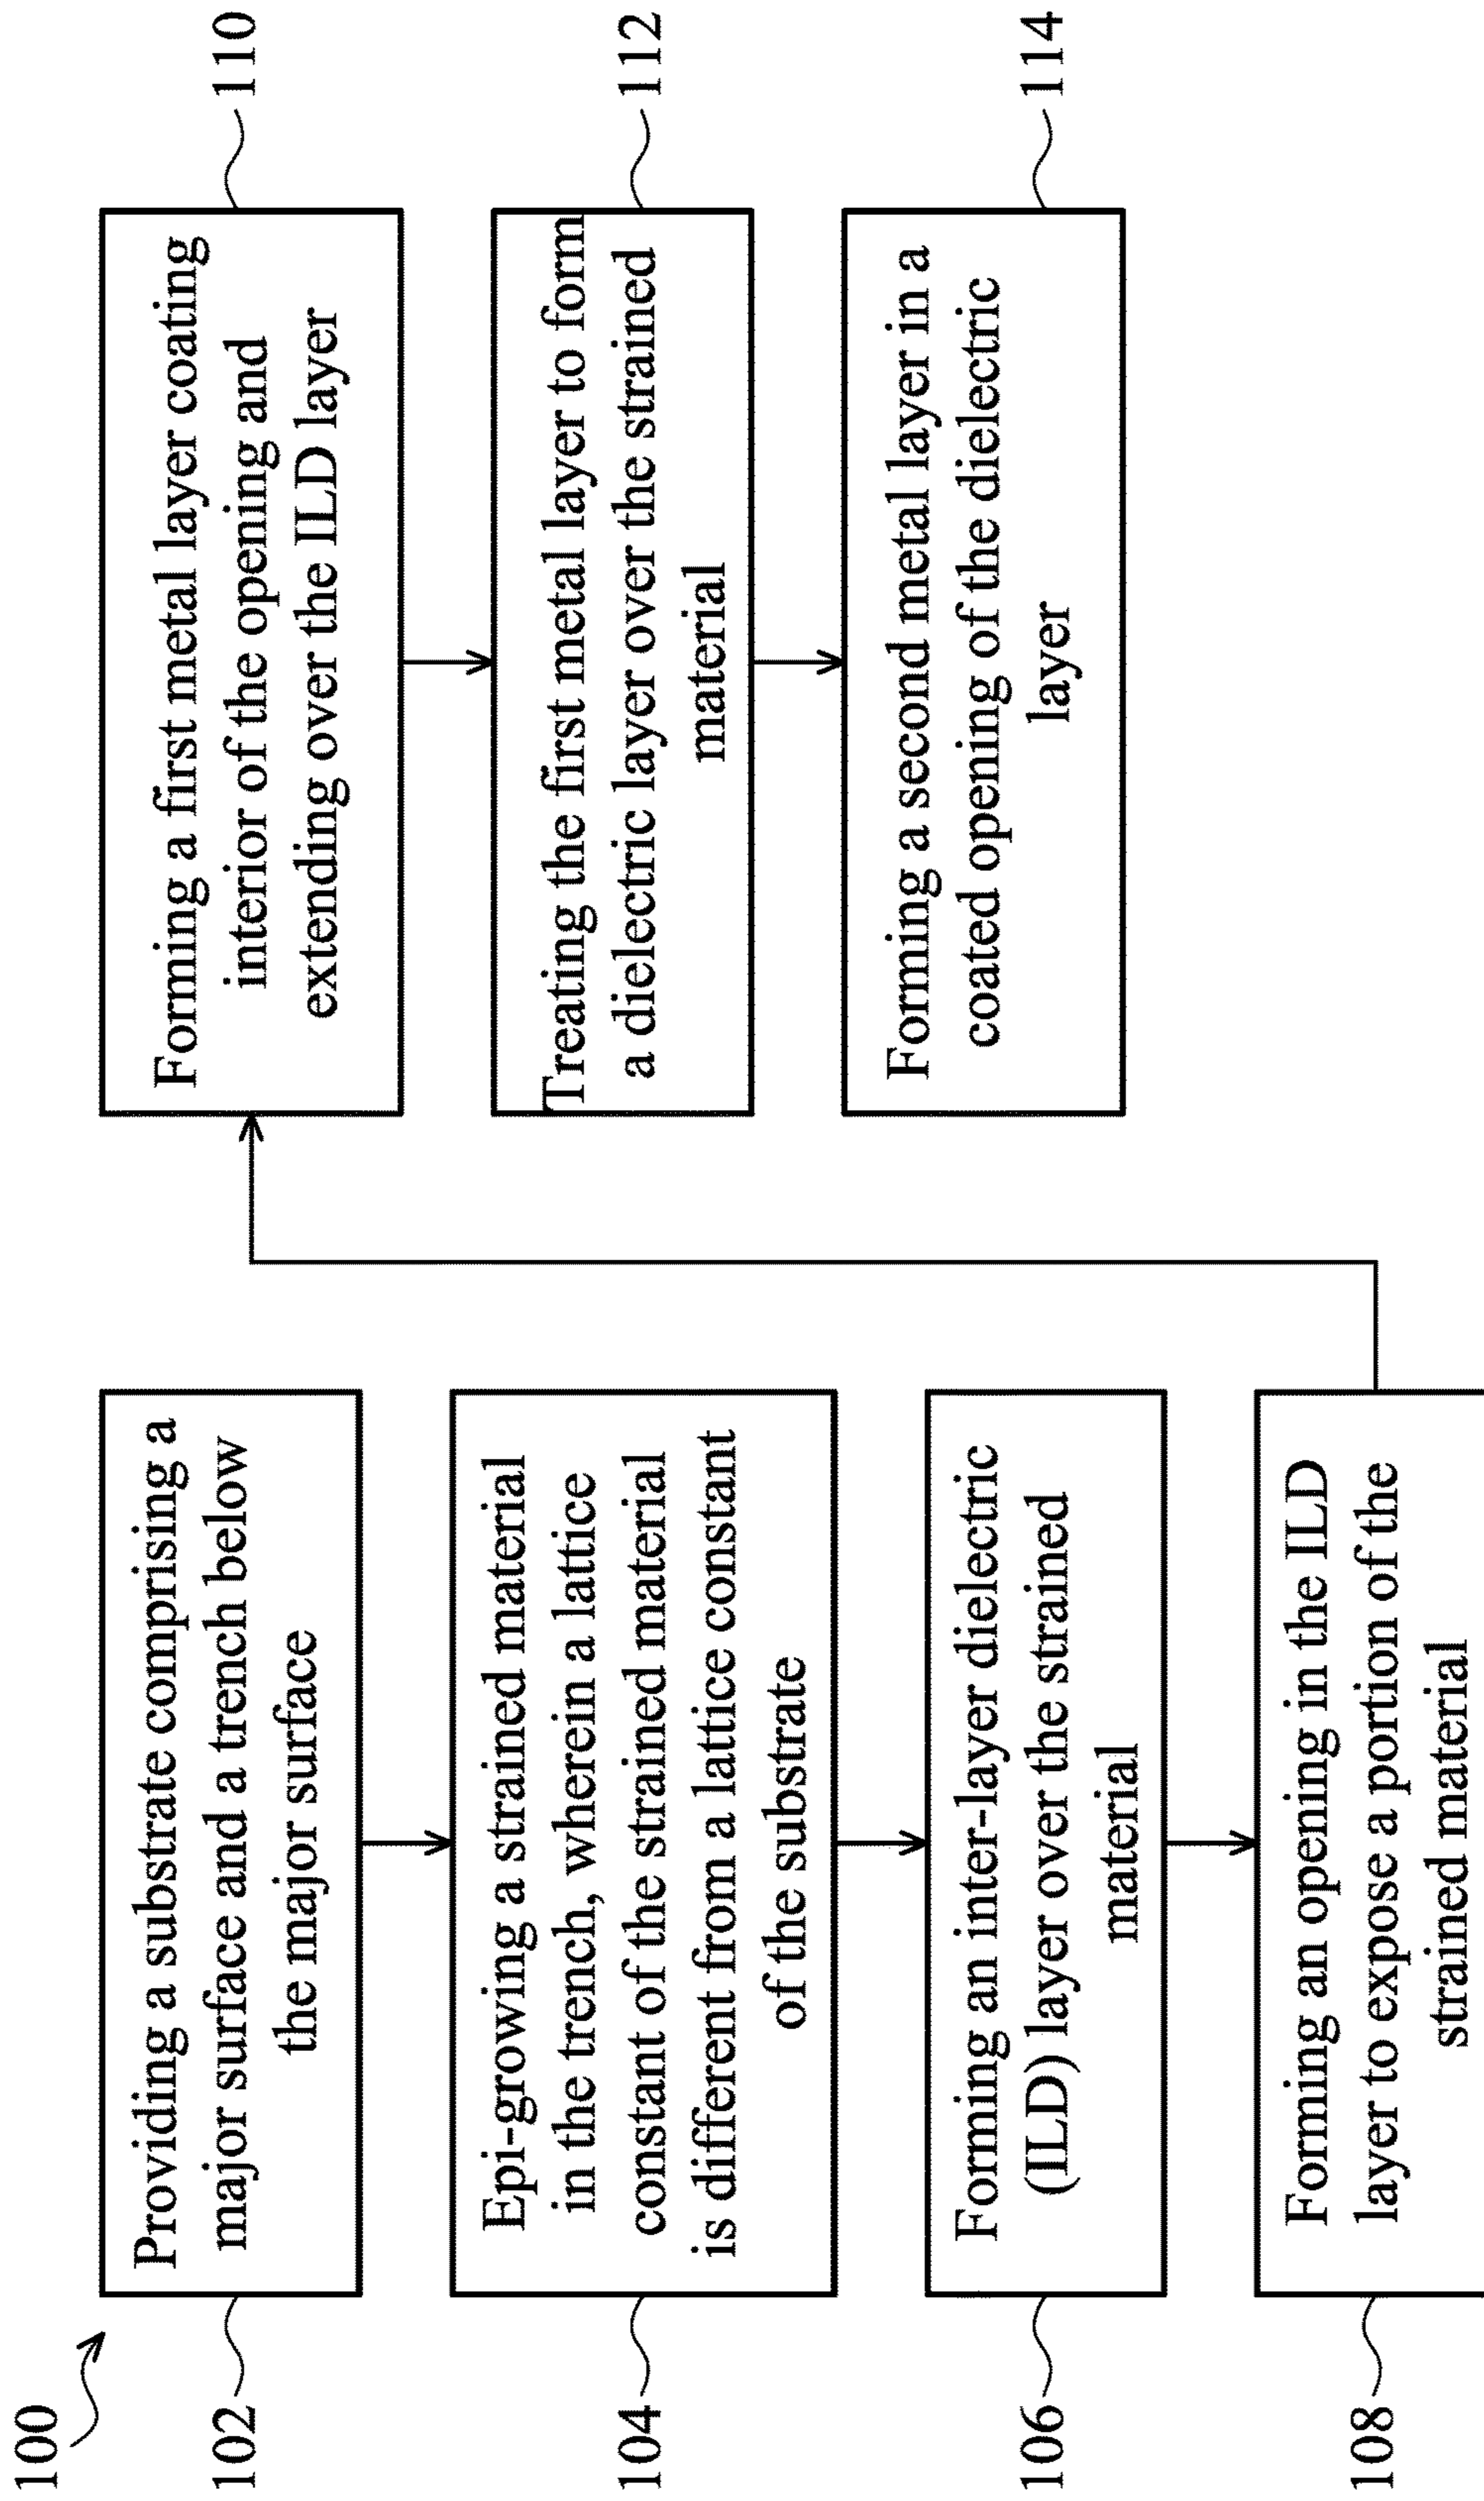 100
102
Providing a substrate comprising a
major surface and a trench below
the major surface
104
Epi-growing a strained material
in the trench, wherein a lattice
constant of the strained material
is different from a lattice constant
of the substrate
106
Forming an inter-layer dielectric
(ILD) layer over the strained
material
108
Forming an opening in the ILD
layer to expose a portion of the
strained material
Forming a first metal layer coating
interior of the opening and
extending over the ILD layer
110
Treating the first metal layer to form
a dielectric layer over the strained
material
112
Forming a second metal layer in a
coated opening of the dielectric
layer
114